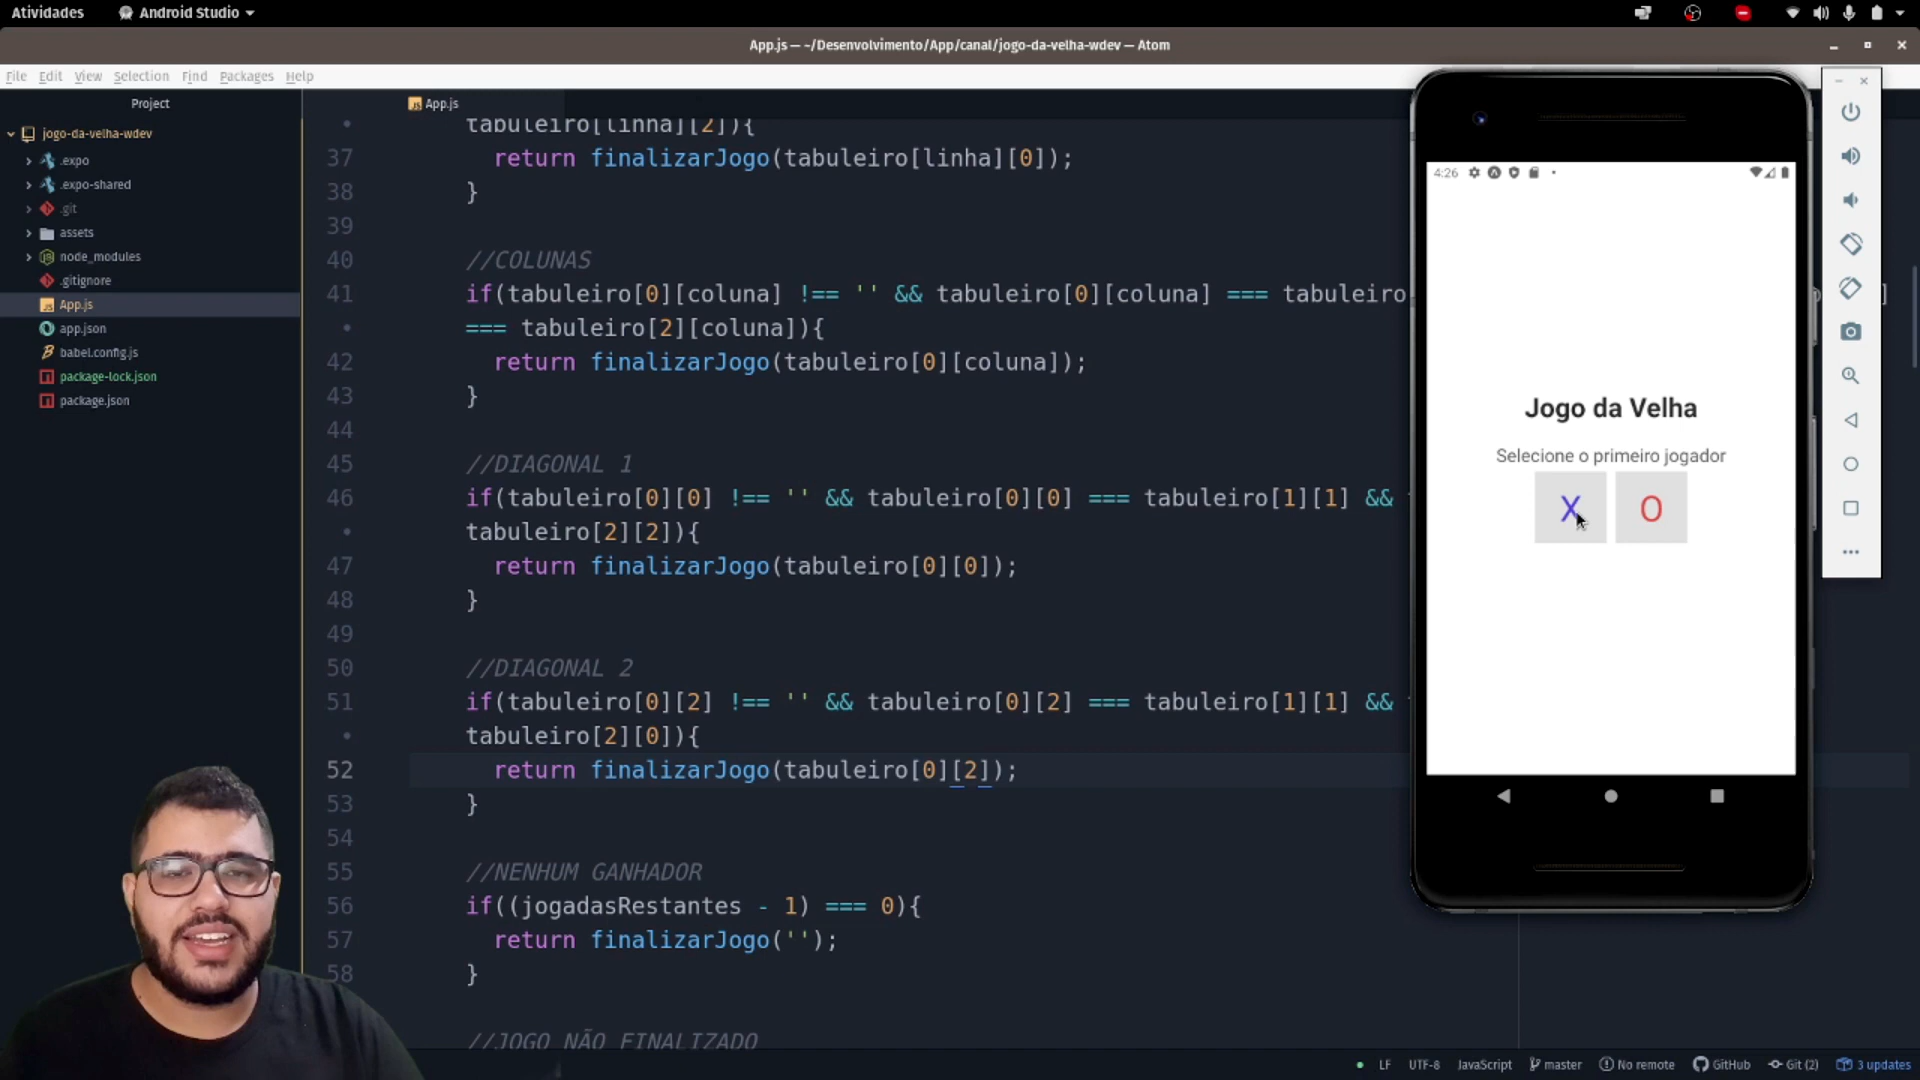 Atividades
Android Studio
App.js — ~/Desenvolvimento/App/canal/jogo-da-velha-wdev — Atom
File Edit View Selection Find Packages Help
Project
jogo-da-velha-wdev
.expo
.expo-shared
.git
assets
node_modules
.gitignore
App.js
app.json
babel.config.js
package-lock.json
package.json
App.js
tabuleiro[linha][2]){
37 return finalizarJogo(tabuleiro[linha][0]);
38 }
39
40 //COLUNAS
41 if(tabuleiro[0][coluna] !== '' && tabuleiro[0][coluna] === tabuleiro
=== tabuleiro[2][coluna]){
42 return finalizarJogo(tabuleiro[0][coluna]);
43 }
44
45 //DIAGONAL 1
46 if(tabuleiro[0][0] !== '' && tabuleiro[0][0] === tabuleiro[1][1] &&
tabuleiro[2][2]){
47 return finalizarJogo(tabuleiro[0][0]);
48 }
49
50 //DIAGONAL 2
51 if(tabuleiro[0][2] !== '' && tabuleiro[0][2] === tabuleiro[1][1] &&
tabuleiro[2][0]){
52 return finalizarJogo(tabuleiro[0][2]);
53 }
54
55 //NENHUM GANHADOR
56 if((jogadasRestantes - 1) === 0){
57 return finalizarJogo('');
58 }
//JOGO NÃO FINALIZADO
4:26
Jogo da Velha
Selecione o primeiro jogador
X O
LF UTF-8 JavaScript master No remote GitHub Git (2) 3 updates